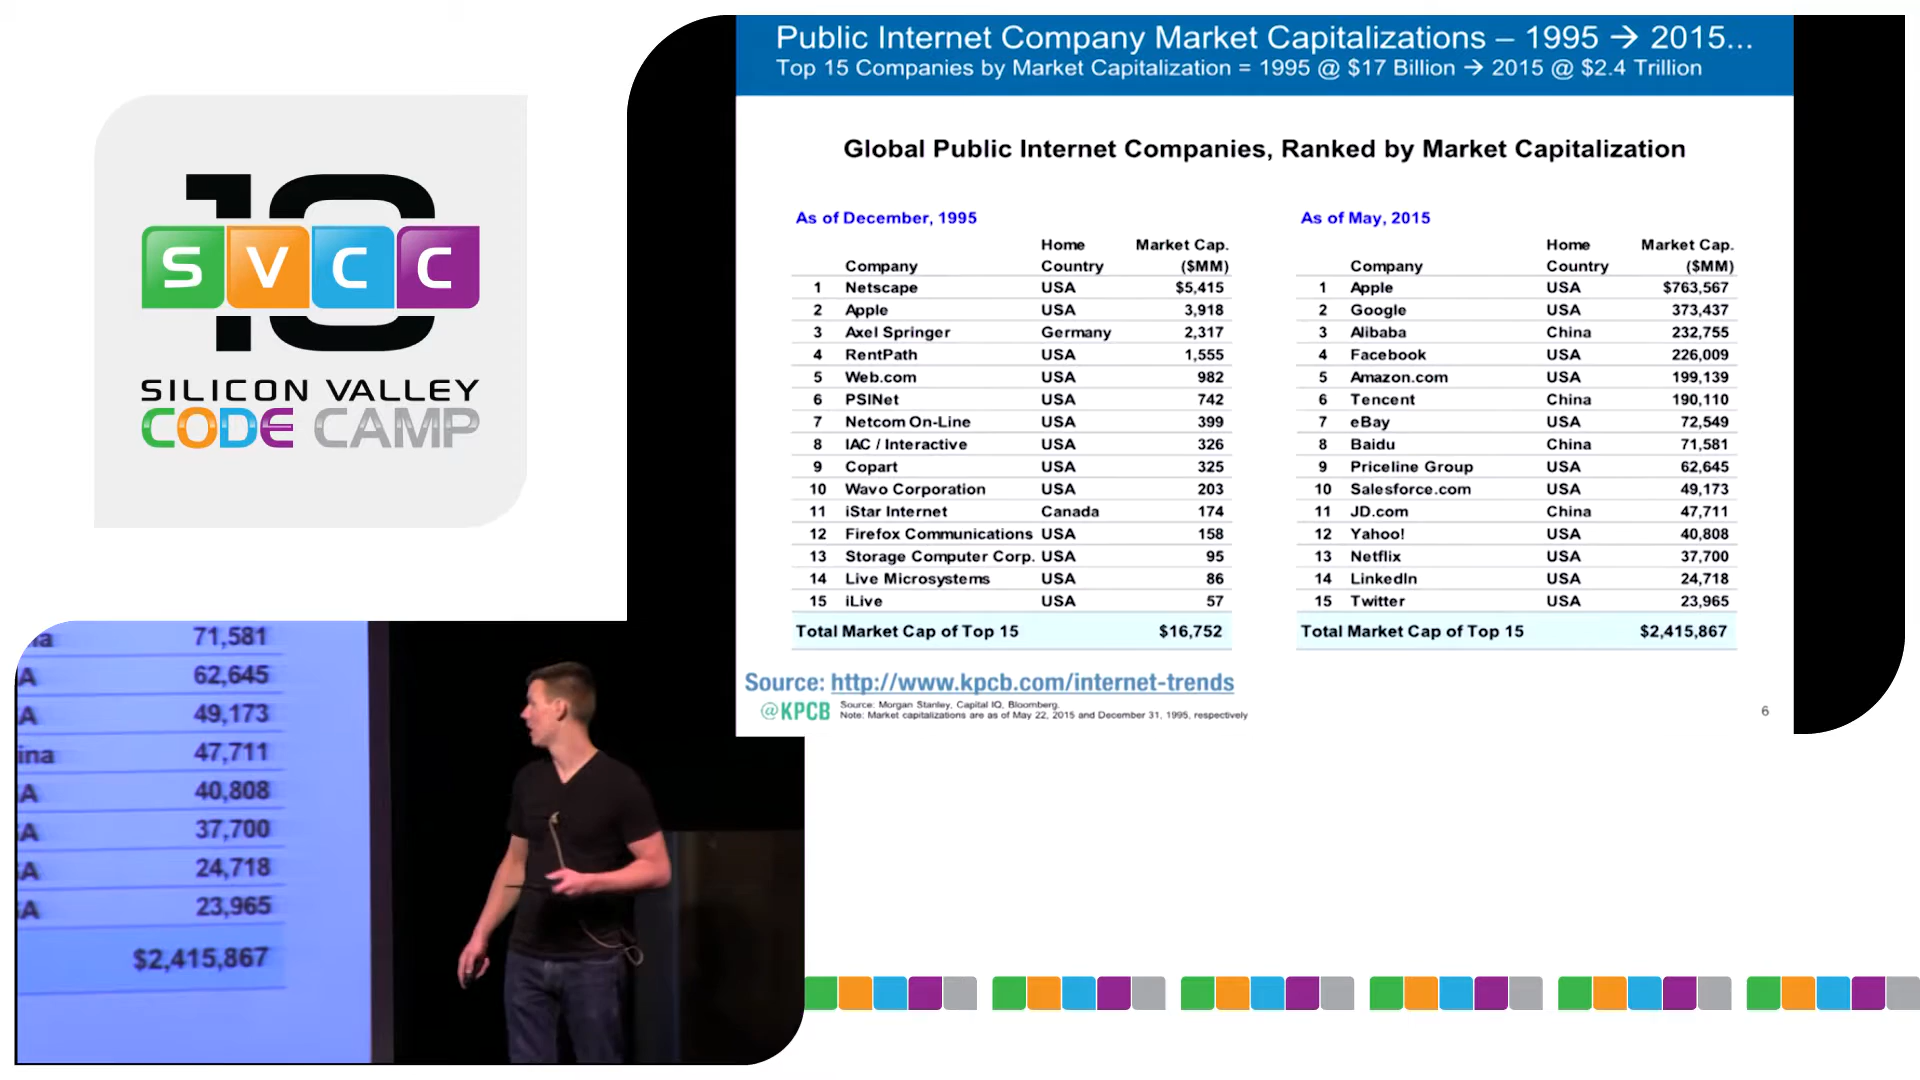 10
SVCC
SILICON VALLEY
CODE CAMP
Public Internet Company Market Capitalizations – 1995 → 2015...
Top 15 Companies by Market Capitalization = 1995 @ $17 Billion → 2015 @ $2.4 Trillion
Global Public Internet Companies, Ranked by Market Capitalization
As of December, 1995
Company Home Country Market Cap. ($MM)
1 Netscape USA $5,415
2 Apple USA 3,918
3 Axel Springer Germany 2,317
4 RentPath USA 1,555
5 Web.com USA 982
6 PSINet USA 742
7 Netcom On-Line USA 399
8 IAC / Interactive USA 326
9 Copart USA 325
10 Wavo Corporation USA 203
11 iStar Internet Canada 174
12 Firefox Communications USA 158
13 Storage Computer Corp. USA 95
14 Live Microsystems USA 86
15 iLive USA 57
Total Market Cap of Top 15 $16,752
As of May, 2015
Company Home Country Market Cap. ($MM)
1 Apple USA $763,567
2 Google USA 373,437
3 Alibaba China 232,755
4 Facebook USA 226,009
5 Amazon.com USA 199,139
6 Tencent China 190,110
7 eBay USA 72,549
8 Baidu China 71,581
9 Priceline Group USA 62,645
10 Salesforce.com USA 49,173
11 JD.com China 47,711
12 Yahoo! USA 40,808
13 Netflix USA 37,700
14 LinkedIn USA 24,718
15 Twitter USA 23,965
Total Market Cap of Top 15 $2,415,867
Source: http://www.kpcb.com/internet-trends
@KPCB
Source: Morgan Stanley, Capital IQ, Bloomberg.
Note: Market capitalizations are as of May 22, 2015 and December 31, 1995, respectively
6
na 71,581
A 62,645
A 49,173
ina 47,711
A 40,808
A 37,700
A 24,718
A 23,965
$2,415,867